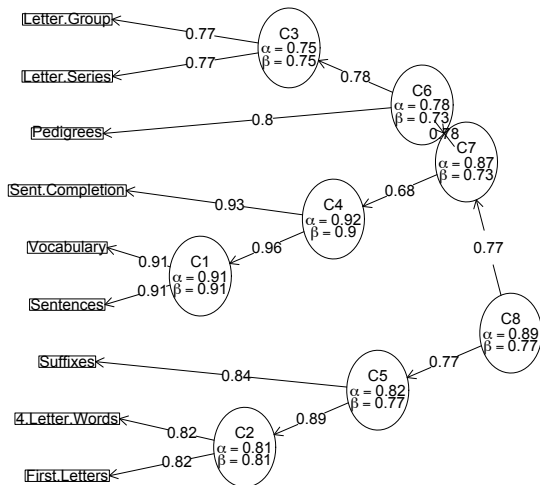 Letter.Group
0.77
C3
α = 0.75
β = 0.75
0.77
Letter.Series
0.78
C6
α = 0.78
β = 0.73
0.8
Pedigrees
0.78
C7
α = 0.87
β = 0.73
Sent.Completion
0.93
C4
α = 0.92
β = 0.9
0.68
Vocabulary
0.91
C1
α = 0.91
β = 0.91
0.96
0.91
Sentences
0.77
C8
α = 0.89
β = 0.77
Suffixes
0.84
C5
α = 0.82
β = 0.77
0.77
4.Letter.Words
0.82
C2
α = 0.81
β = 0.81
0.89
0.82
First.Letters